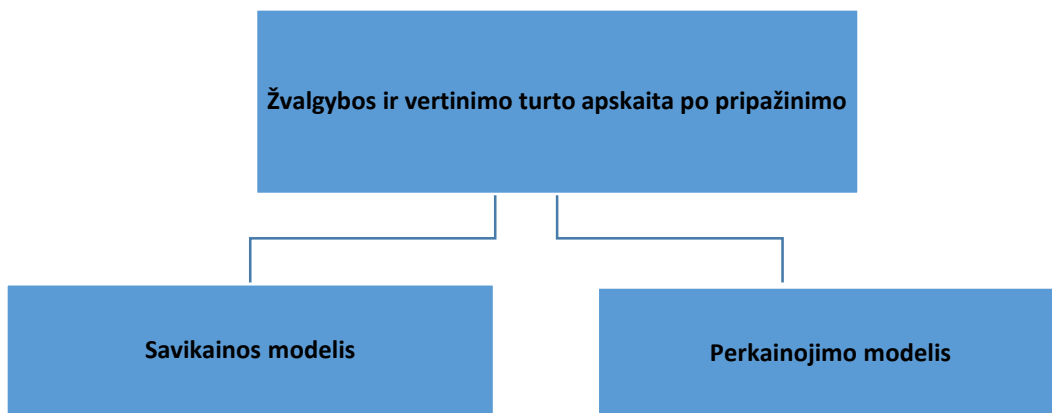 Žvalgybos ir vertinimo turto apskaita po pripažinimo
Savikainos modelis
Perkainojimo modelis